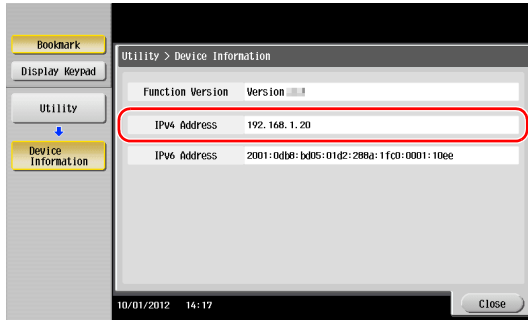 Bookmark
Display Keypad
Utility
Device
Information
Utility > Device Information
Function Version Version
IPv4 Address 192.168.1.20
IPv6 Address 2001:0db8:bd05:01d2:288a:1fc0:0001:10ee
10/01/2012 14:17
Close